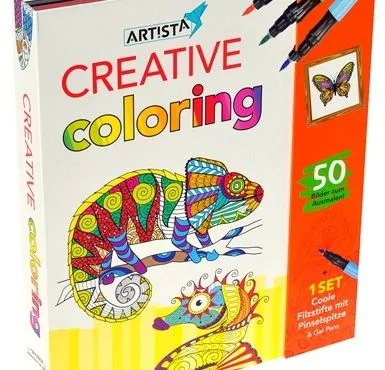 ARTISTA
CREATIVE
coloring
50
Bilder zum
Ausmalen!
+
1 SET
Coole
Filzstifte mit
Pinselspitze
& Gel Pens
CREATIVE
coloring